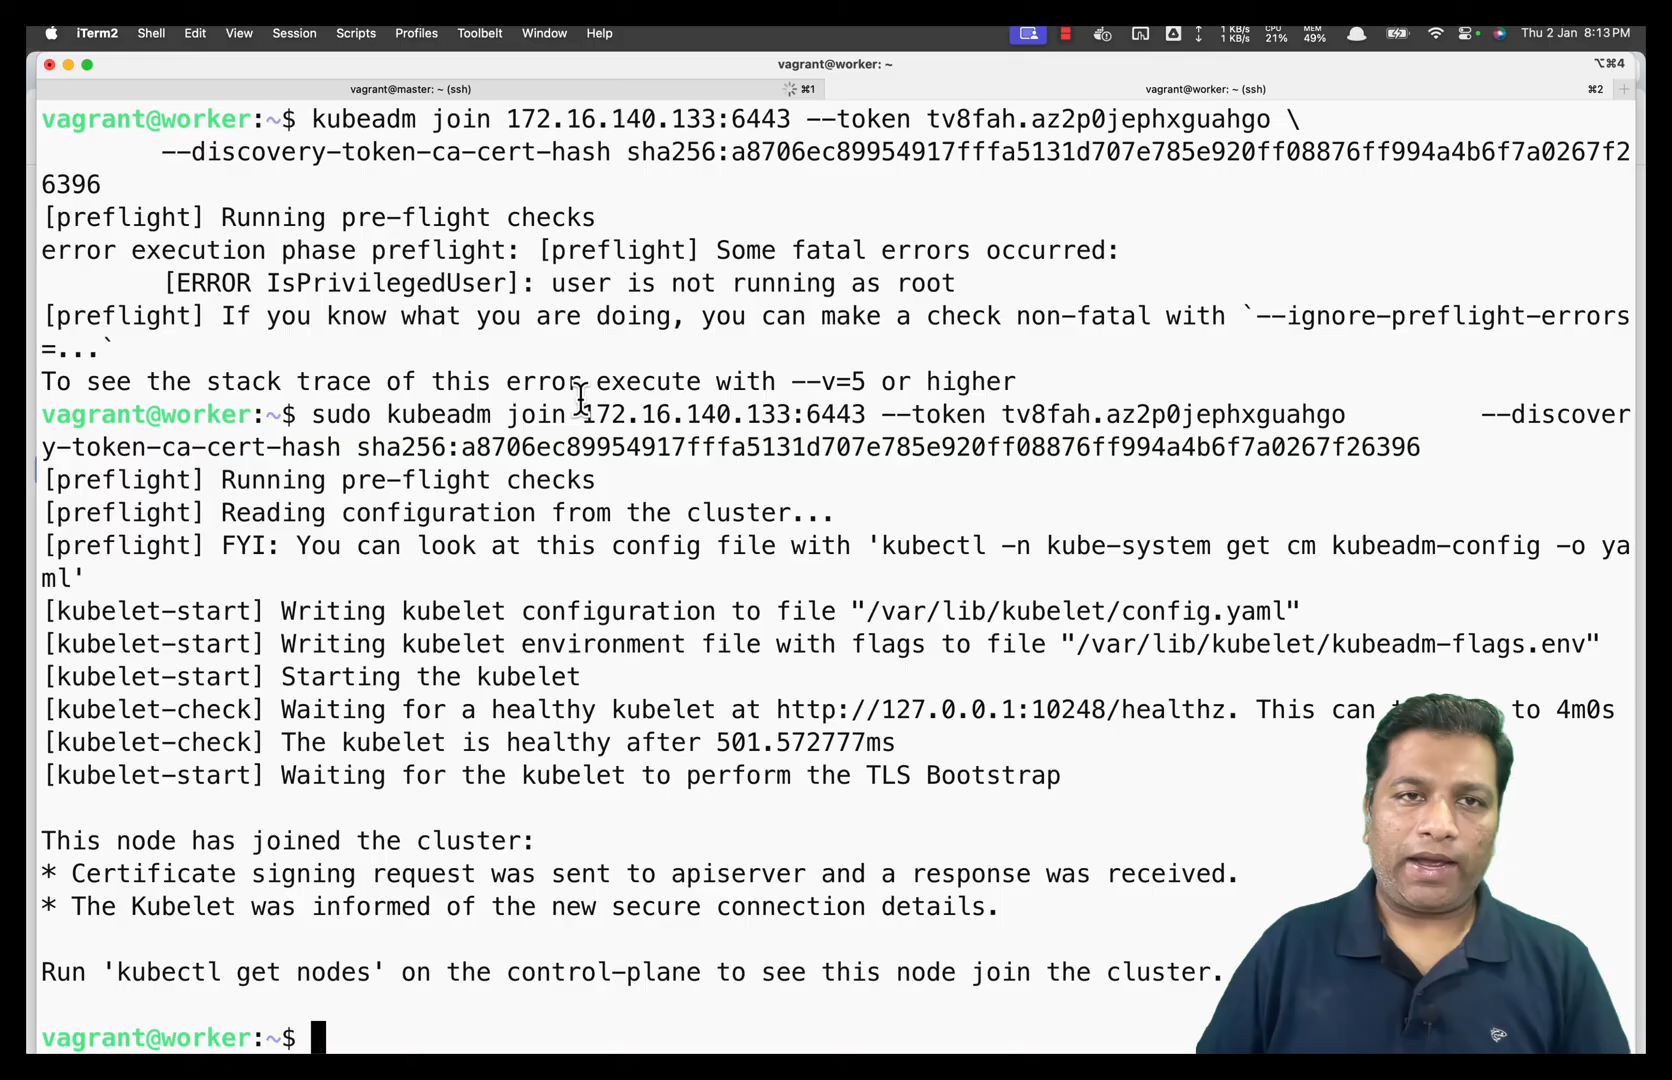 iTerm2 Shell Edit View Session Scripts Profiles Toolbelt Window Help 1 KB/s 1 KB/s CPU 21% MEM 49% Thu 2 Jan 8:13 PM
vagrant@worker: ~ ⌥⌘4
vagrant@master: ~ (ssh) ⌘1 vagrant@worker: ~ (ssh) ⌘2 +
vagrant@worker:~$ kubeadm join 172.16.140.133:6443 --token tv8fah.az2p0jephxguahgo \
--discovery-token-ca-cert-hash sha256:a8706ec89954917fffa5131d707e785e920ff08876ff994a4b6f7a0267f2
6396
[preflight] Running pre-flight checks
error execution phase preflight: [preflight] Some fatal errors occurred:
[ERROR IsPrivilegedUser]: user is not running as root
[preflight] If you know what you are doing, you can make a check non-fatal with `--ignore-preflight-errors
=...`
To see the stack trace of this error execute with --v=5 or higher
vagrant@worker:~$ sudo kubeadm join 172.16.140.133:6443 --token tv8fah.az2p0jephxguahgo --discover
y-token-ca-cert-hash sha256:a8706ec89954917fffa5131d707e785e920ff08876ff994a4b6f7a0267f26396
[preflight] Running pre-flight checks
[preflight] Reading configuration from the cluster...
[preflight] FYI: You can look at this config file with 'kubectl -n kube-system get cm kubeadm-config -o ya
ml'
[kubelet-start] Writing kubelet configuration to file "/var/lib/kubelet/config.yaml"
[kubelet-start] Writing kubelet environment file with flags to file "/var/lib/kubelet/kubeadm-flags.env"
[kubelet-start] Starting the kubelet
[kubelet-check] Waiting for a healthy kubelet at http://127.0.0.1:10248/healthz. This can to 4m0s
[kubelet-check] The kubelet is healthy after 501.572777ms
[kubelet-start] Waiting for the kubelet to perform the TLS Bootstrap
This node has joined the cluster:
* Certificate signing request was sent to apiserver and a response was received.
* The Kubelet was informed of the new secure connection details.
Run 'kubectl get nodes' on the control-plane to see this node join the cluster.
vagrant@worker:~$